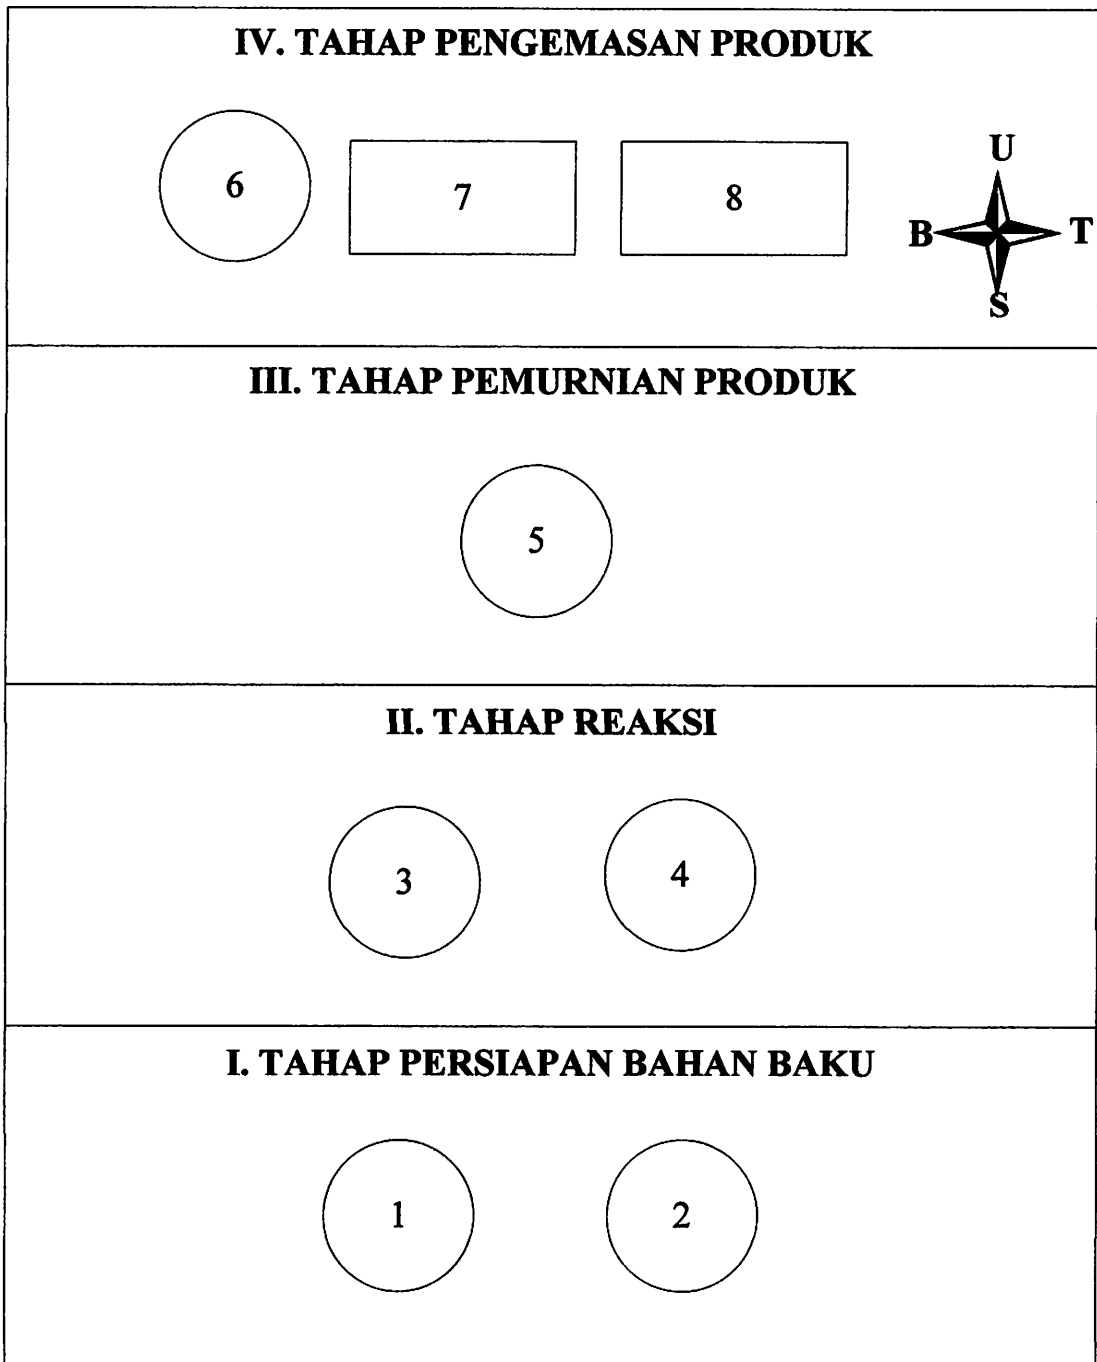 IV. TAHAP PENGEMASAN PRODUK
6
7
8
U
B
T
S
III. TAHAP PEMURNIAN PRODUK
5
II. TAHAP REAKSI
3
4
I. TAHAP PERSIAPAN BAHAN BAKU
1
2